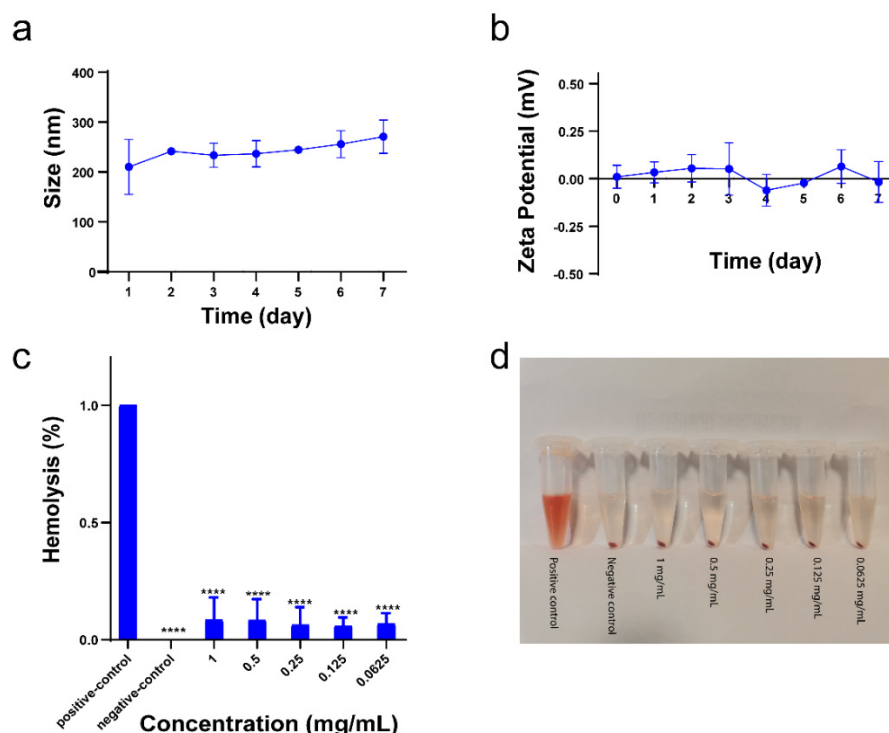 a
Size (nm)
400
300
200
100
0
1 2 3 4 5 6 7
Time (day)
b
Zeta Potential (mV)
0.50
0.25
0.00
-0.25
-0.50
0 1 2 3 4 5 6 7
Time (day)
c
Hemolysis (%)
1.0
0.5
0.0
**** **** **** **** **** ****
positive-control negative-control 1 0.5 0.25 0.125 0.0625
Concentration (mg/mL)
d
Positive control
Negative control
1 mg/mL
0.5 mg/mL
0.25 mg/mL
0.125 mg/mL
0.0625 mg/mL